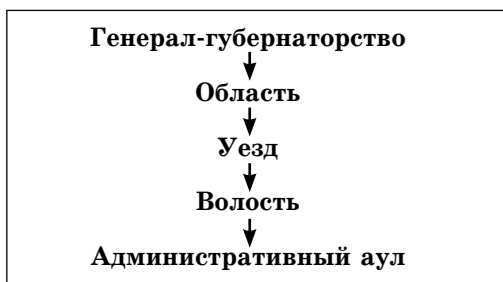 Генерал-губернаторство
Область
Уезд
Волость
Административный аул